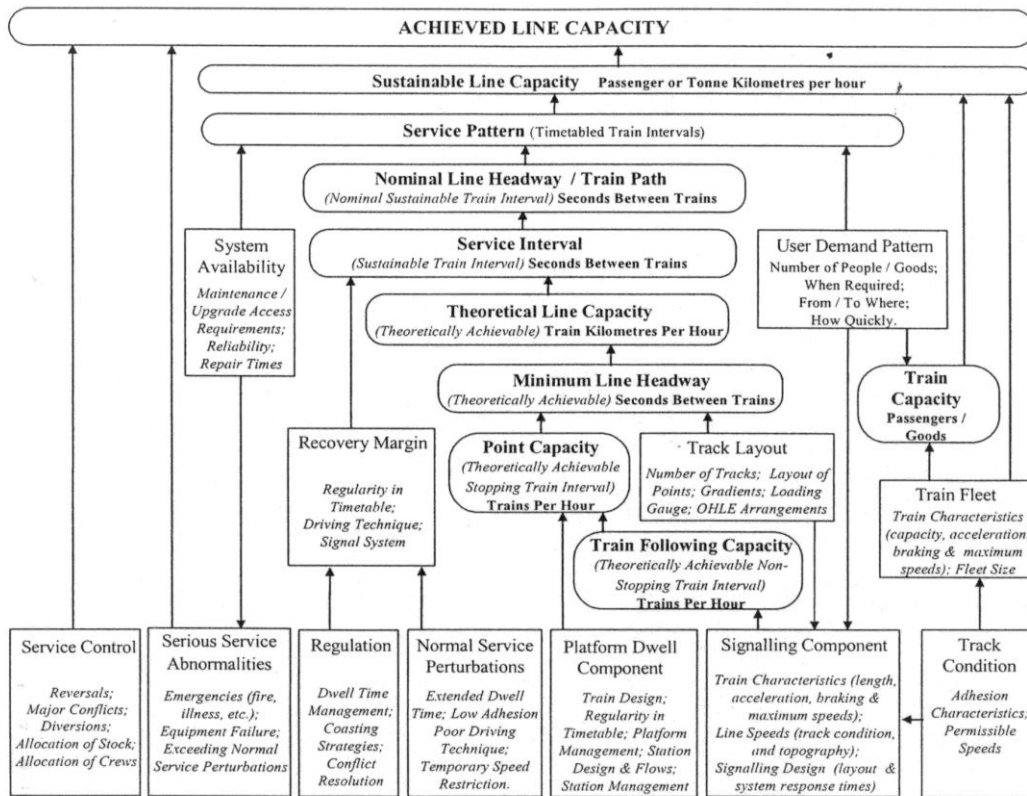 ACHIEVED LINE CAPACITY
Sustainable Line Capacity Passenger or Tonne Kilometres per hour
Service Pattern (Timetabled Train Intervals)
Nominal Line Headway / Train Path
(Nominal Sustainable Train Interval) Seconds Between Trains
Service Interval
(Sustainable Train Interval) Seconds Between Trains
Theoretical Line Capacity
(Theoretically Achievable) Train Kilometres Per Hour
Minimum Line Headway
(Theoretically Achievable) Seconds Between Trains
System
Availability
Maintenance /
Upgrade Access
Requirements;
Reliability;
Repair Times
User Demand Pattern
Number of People / Goods;
When Required;
From / To Where;
How Quickly.
Train
Capacity
Passengers /
Goods
Recovery Margin
Regularity in
Timetable;
Driving Technique;
Signal System
Point Capacity
(Theoretically Achievable
Stopping Train Interval)
Trains Per Hour
Track Layout
Number of Tracks; Layout of
Points; Gradients; Loading
Gauge; OHLE Arrangements
Train Following Capacity
(Theoretically Achievable Non-
Stopping Train Interval)
Trains Per Hour
Train Fleet
Train Characteristics
(capacity, acceleration,
braking & maximum
speeds); Fleet Size
Service Control
Reversals;
Major Conflicts;
Diversions;
Allocation of Stock;
Allocation of Crews
Serious Service
Abnormalities
Emergencies (fire,
illness, etc.);
Equipment Failure;
Exceeding Normal
Service Perturbations
Regulation
Dwell Time
Management;
Coasting
Strategies;
Conflict
Resolution
Normal Service
Perturbations
Extended Dwell
Time; Low Adhesion
Poor Driving
Technique;
Temporary Speed
Restriction.
Platform Dwell
Component
Train Design;
Regularity in
Timetable; Platform
Management; Station
Design & Flows;
Station Management
Signalling Component
Train Characteristics (length,
acceleration, braking &
maximum speeds);
Line Speeds (track condition,
and topography);
Signalling Design (layout &
system response times)
Track
Condition
Adhesion
Characteristics;
Permissible
Speeds